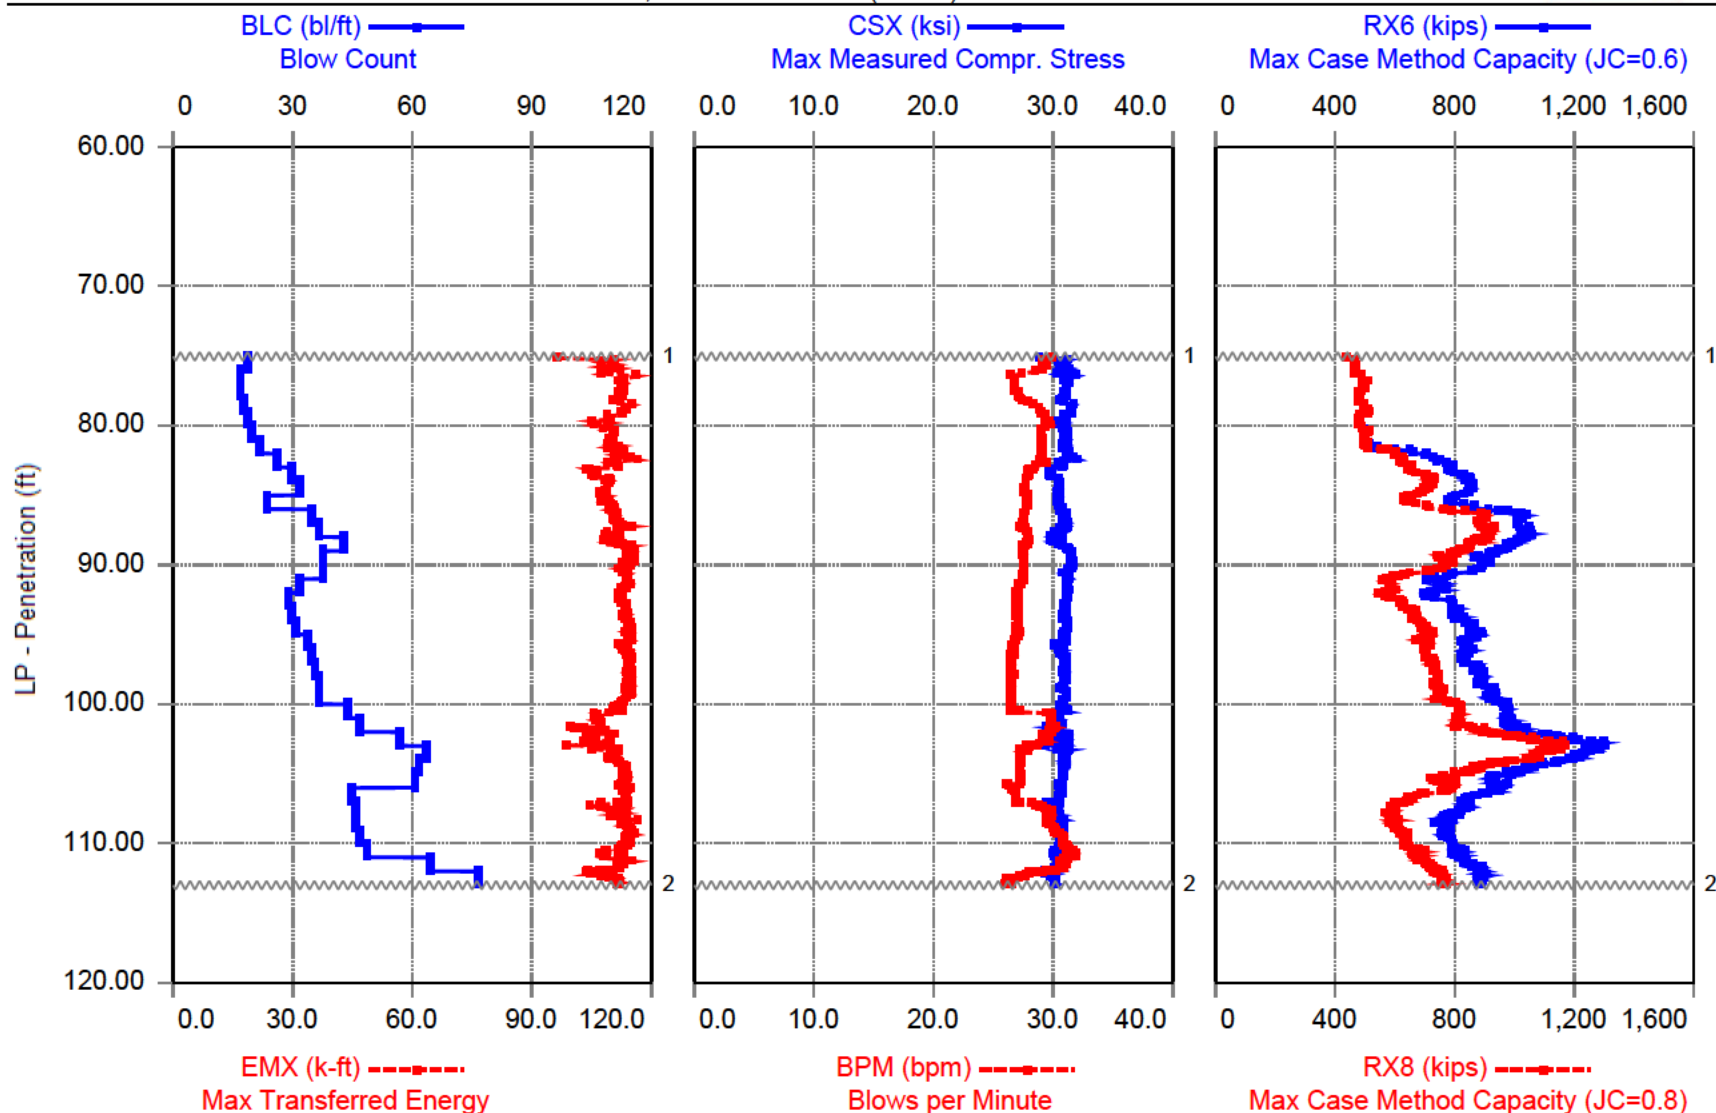 BLC (bl/ft) CSX (ksi) RX6 (kips)
Blow Count Max Measured Compr. Stress Max Case Method Capacity (JC=0.6)
0 30 60 90 120 0.0 10.0 20.0 30.0 40.0 0 400 800 1,200 1,600
60.00
70.00
1 1 1
80.00
LP - Penetration (ft)
90.00
100.00
110.00
2 2 2
120.00
0.0 30.0 60.0 90.0 120.0 0.0 10.0 20.0 30.0 40.0 0 400 800 1,200 1,600
EMX (k-ft) BPM (bpm) RX8 (kips)
Max Transferred Energy Blows per Minute Max Case Method Capacity (JC=0.8)